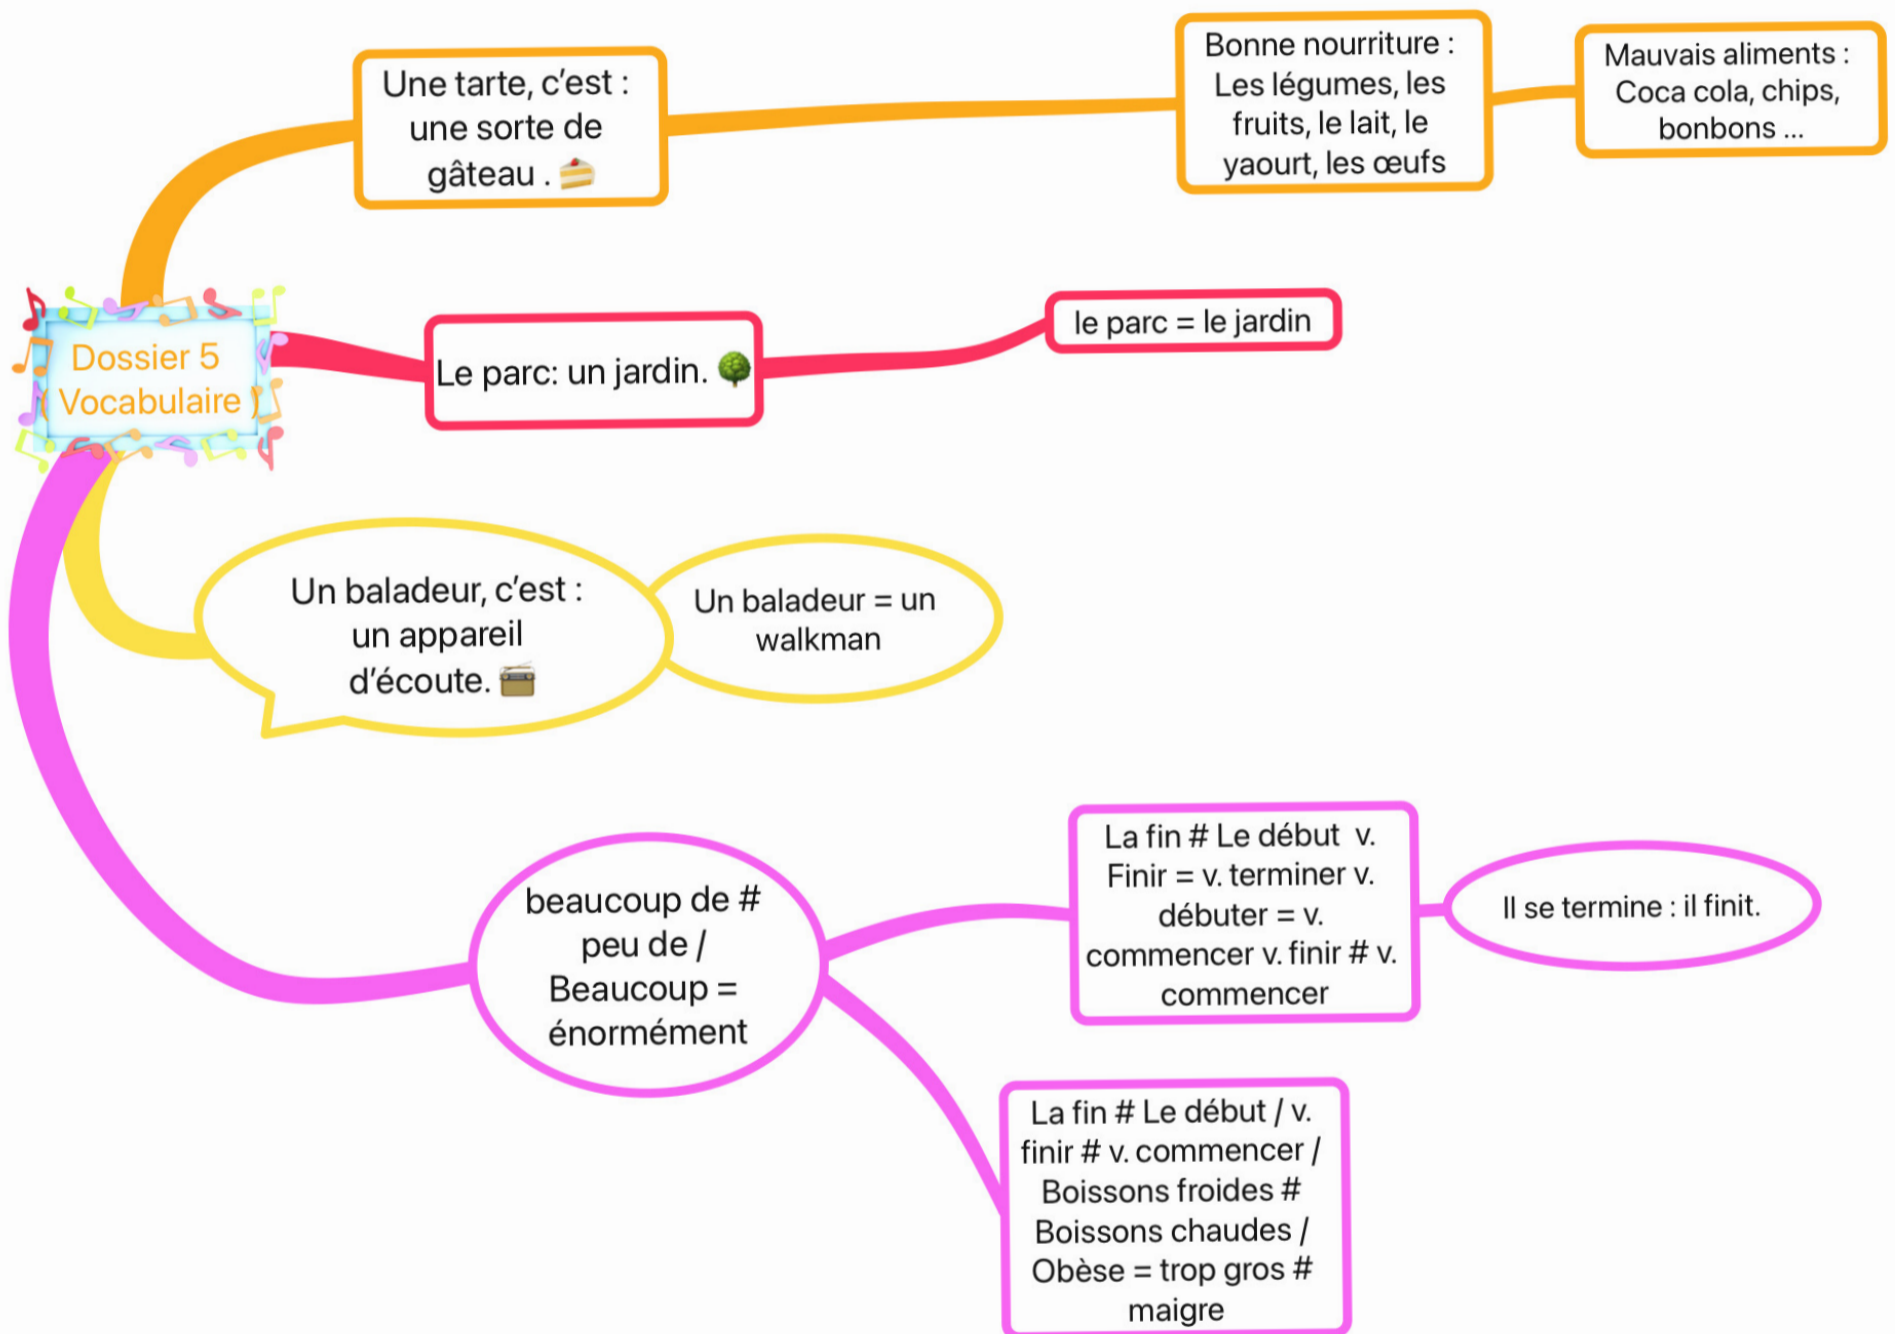 Une tarte, c’est :
une sorte de
gâteau .
Bonne nourriture :
Les légumes, les
fruits, le lait, le
yaourt, les œufs
Mauvais aliments :
Coca cola, chips,
bonbons ...
Dossier 5
( Vocabulaire )
Le parc: un jardin.
le parc = le jardin
Un baladeur, c’est :
un appareil
d’écoute.
Un baladeur = un
walkman
beaucoup de #
peu de /
Beaucoup =
énormément
La fin # Le début v.
Finir = v. terminer v.
débuter = v.
commencer v. finir # v.
commencer
Il se termine : il finit.
La fin # Le début / v.
finir # v. commencer /
Boissons froides #
Boissons chaudes /
Obèse = trop gros #
maigre